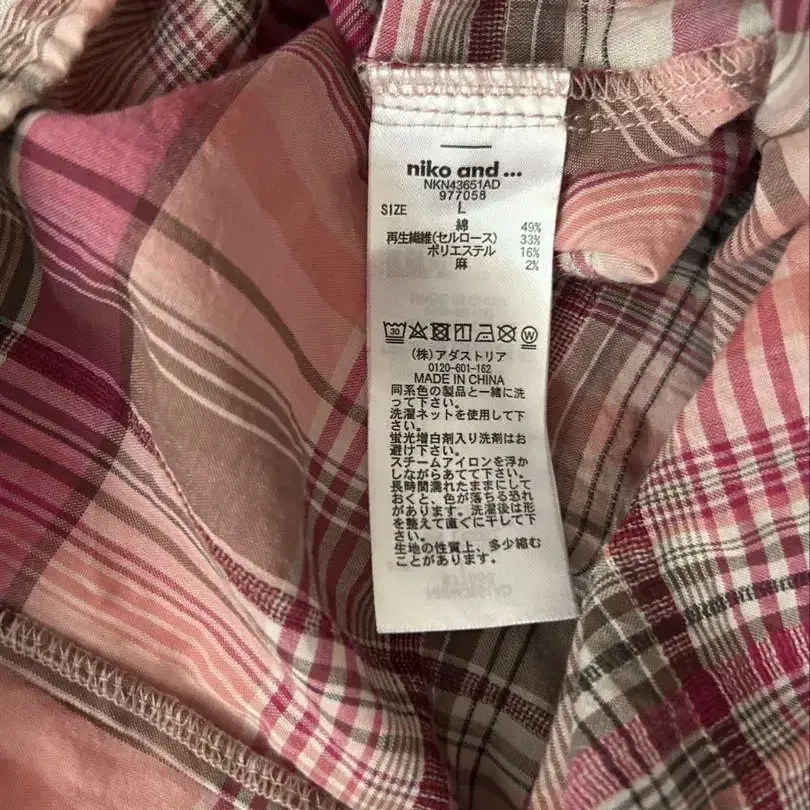 niko and ...
NKN43651AD
977058
SIZE L
綿 49%
再生繊維(セルロース) 33%
ポリエステル 16%
麻 2%
30
W
(株)アダストリア
0120-601-162
MADE IN CHINA
同系色の製品と一緒に洗
って下さい。
洗濯ネットを使用して下
さい。
蛍光増白剤入り洗剤はお
避け下さい。
スチームアイロンを浮か
しながらあてて下さい。
長時間濡れたままにして
おくと、色が落ちる恐れ
があります。洗濯後は形
を整えて直ぐに干して下
さい。
生地の性質上、多少縮む
ことがあります。